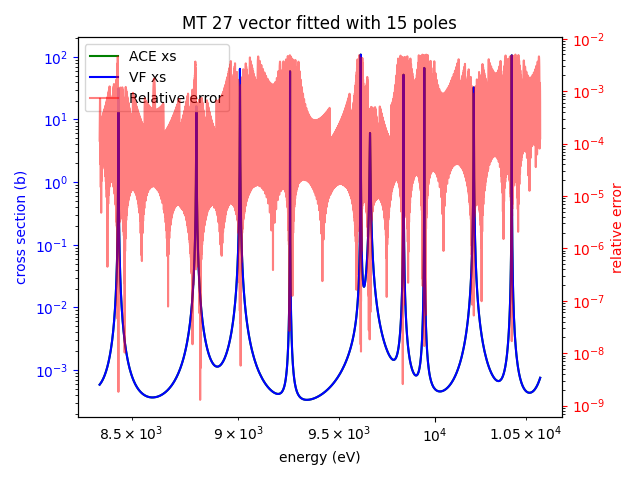 MT 27 vector fitted with 15 poles
ACE xs
VF xs
Relative error
cross section (b)
10²
10¹
10⁰
10⁻¹
10⁻²
10⁻³
relative error
10⁻²
10⁻³
10⁻⁴
10⁻⁵
10⁻⁶
10⁻⁷
10⁻⁸
10⁻⁹
8.5 × 10³
9 × 10³
9.5 × 10³
10⁴
1.05 × 10⁴
energy (eV)